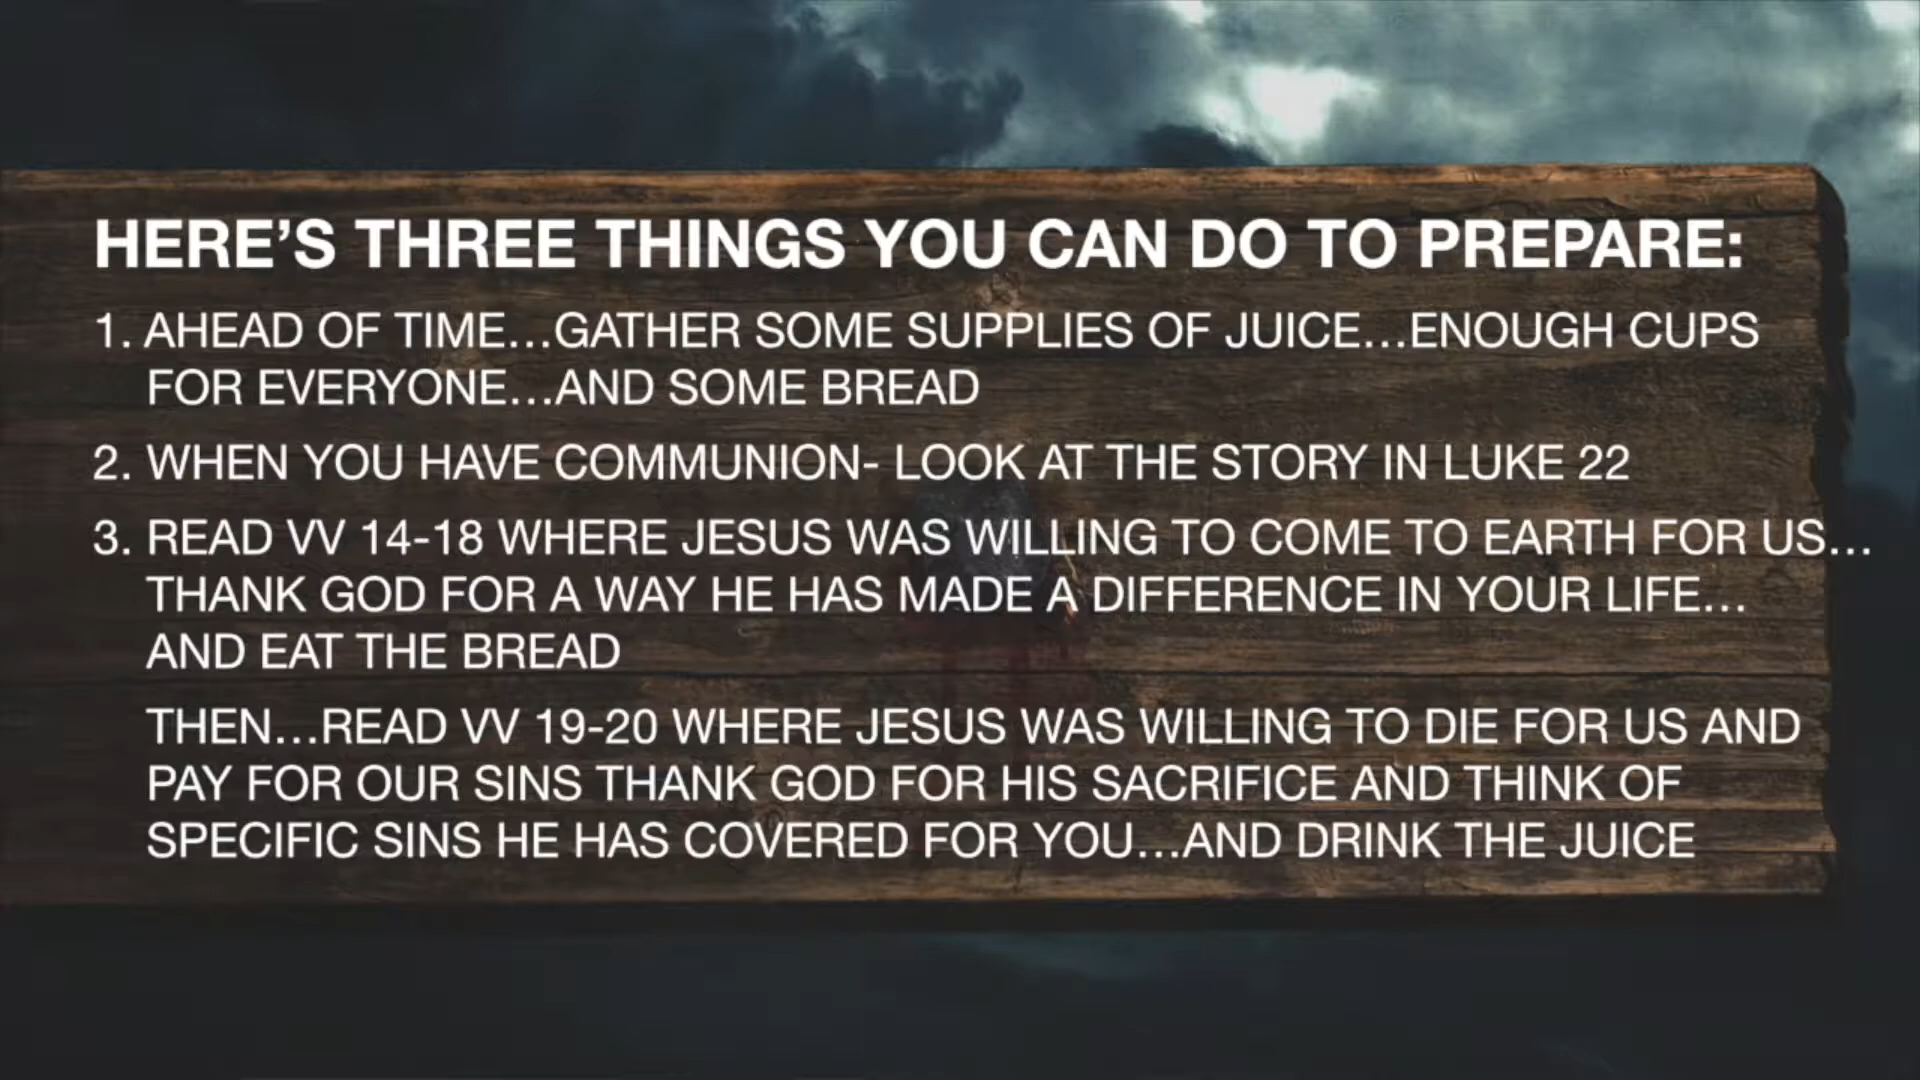 HERE’S THREE THINGS YOU CAN DO TO PREPARE:
1. AHEAD OF TIME…GATHER SOME SUPPLIES OF JUICE…ENOUGH CUPS
FOR EVERYONE…AND SOME BREAD
2. WHEN YOU HAVE COMMUNION- LOOK AT THE STORY IN LUKE 22
3. READ VV 14-18 WHERE JESUS WAS WILLING TO COME TO EARTH FOR US…
THANK GOD FOR A WAY HE HAS MADE A DIFFERENCE IN YOUR LIFE…
AND EAT THE BREAD
THEN…READ VV 19-20 WHERE JESUS WAS WILLING TO DIE FOR US AND
PAY FOR OUR SINS THANK GOD FOR HIS SACRIFICE AND THINK OF
SPECIFIC SINS HE HAS COVERED FOR YOU…AND DRINK THE JUICE